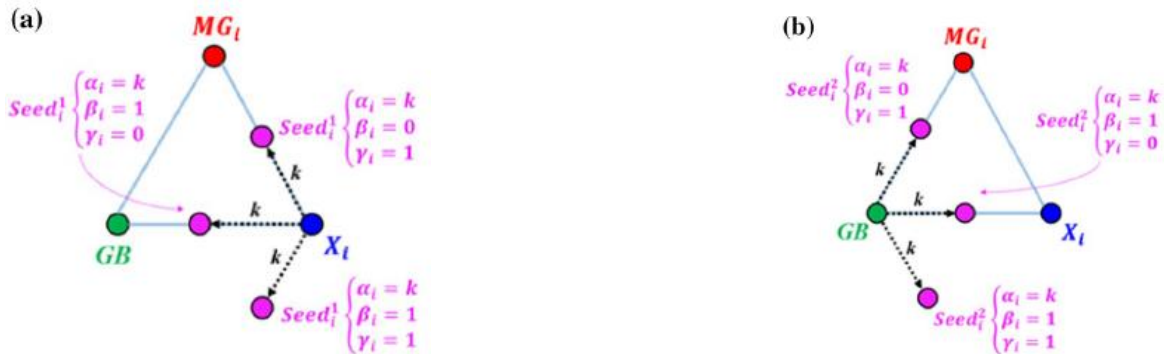 (a)
MG_i
Seed_i^1 { α_i = k
β_i = 1
γ_i = 0
Seed_i^1 { α_i = k
β_i = 0
γ_i = 1
k
k
k
GB
X_i
Seed_i^1 { α_i = k
β_i = 1
γ_i = 1
(b)
MG_i
Seed_i^2 { α_i = k
β_i = 0
γ_i = 1
Seed_i^2 { α_i = k
β_i = 1
γ_i = 0
k
k
k
GB
X_i
Seed_i^2 { α_i = k
β_i = 1
γ_i = 1